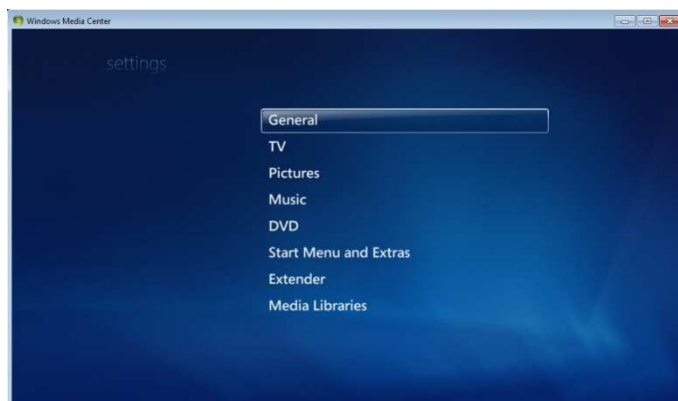 Windows Media Center
settings
General
TV
Pictures
Music
DVD
Start Menu and Extras
Extender
Media Libraries